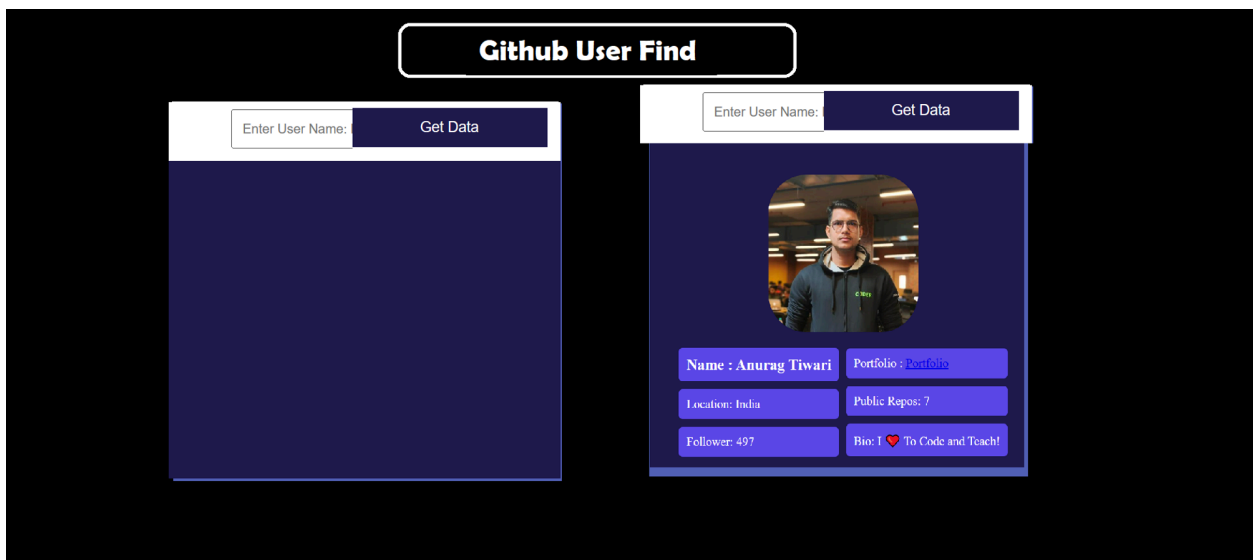 Github User Find
Enter User Name:
Get Data
Enter User Name:
Get Data
Name : Anurag Tiwari
Portfolio : Portfolio
Location: India
Public Repos: 7
Follower: 497
Bio: I ❤️ To Code and Teach!